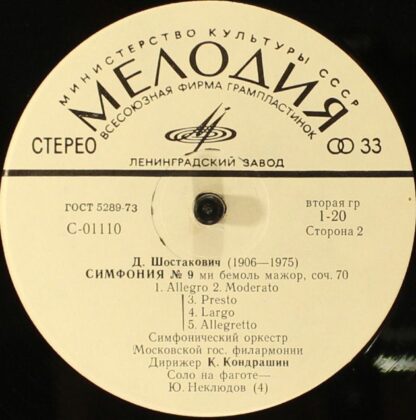 МИНИСТЕРСТВО КУЛЬТУРЫ СССР
МЕЛОДИЯ
ВСЕСОЮЗНАЯ ФИРМА ГРАМПЛАСТИНОК
СТЕРЕО
33
ЛЕНИНГРАДСКИЙ ЗАВОД
ГОСТ 5289-73
С-01110
вторая гр
1-20
Сторона 2
Д. Шостакович (1906—1975)
СИМФОНИЯ № 9 ми бемоль мажор, соч. 70
1. Allegro 2. Moderato
3. Presto
4. Largo
5. Allegretto
Симфонический оркестр
Московской гос. филармонии
Дирижер К. Кондрашин
Соло на фаготе—
Ю. Неклюдов (4)